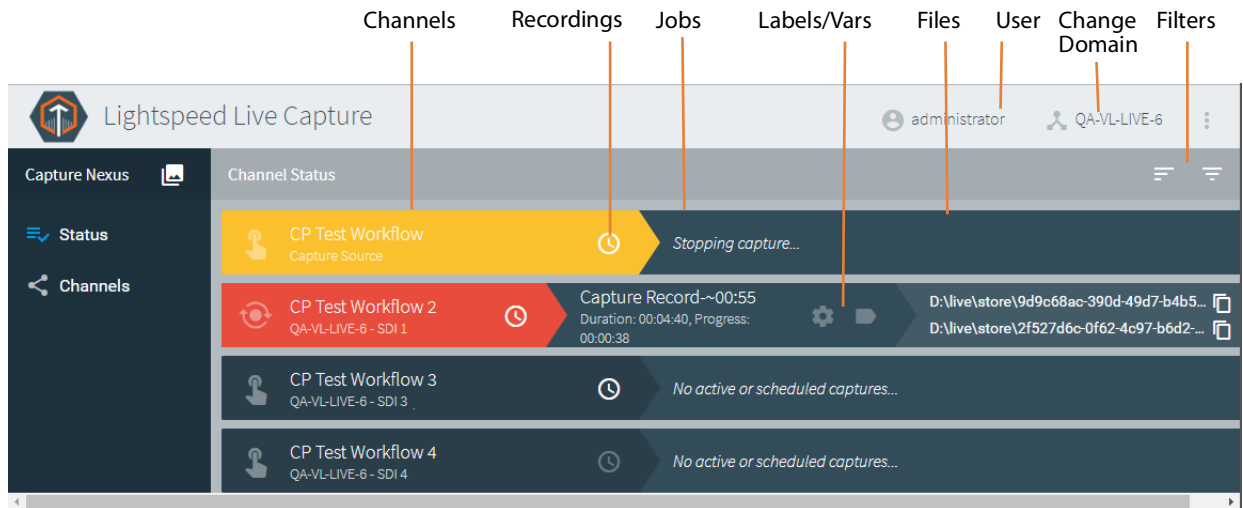 Channels Recordings Jobs Labels/Vars Files User Change Domain Filters
Lightspeed Live Capture
administrator
QA-VL-LIVE-6
Capture Nexus
Channel Status
Status
Channels
CP Test Workflow
Capture Source
Stopping capture...
CP Test Workflow 2
QA-VL-LIVE-6 - SDI 1
Capture Record-~00:55
Duration: 00:04:40, Progress:
00:00:38
D:\live\store\9d9c68ac-390d-49d7-b4b5...
D:\live\store\2f527d6c-0f62-4c97-b6d2-...
CP Test Workflow 3
QA-VL-LIVE-6 - SDI 3
No active or scheduled captures...
CP Test Workflow 4
QA-VL-LIVE-6 - SDI 4
No active or scheduled captures...